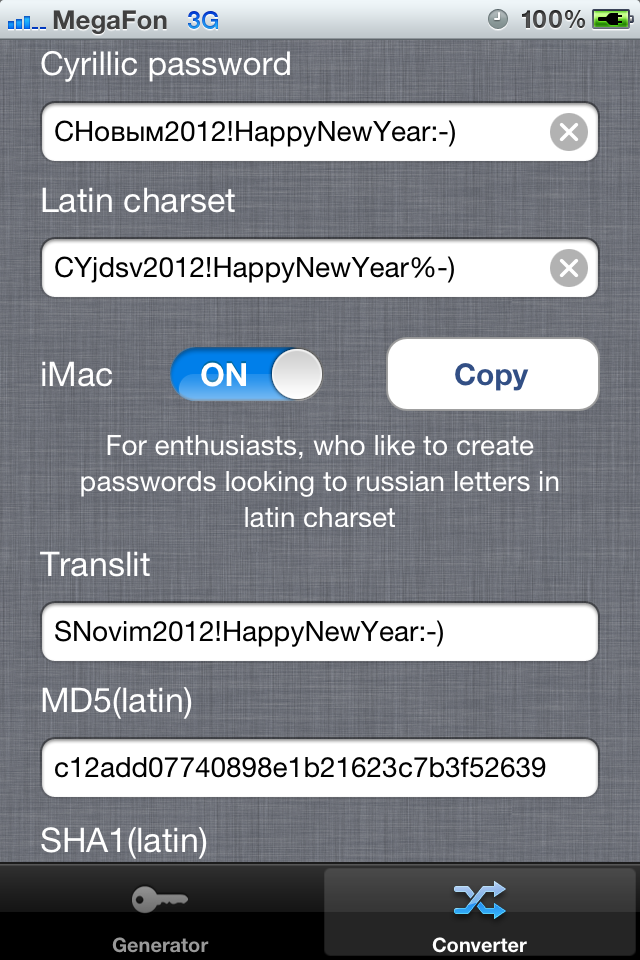 MegaFon 3G 100%
Cyrillic password
СНовым2012!HappyNewYear:-)
Latin charset
CYjdsv2012!HappyNewYear%-)
iMac ON Copy
For enthusiasts, who like to create
passwords looking to russian letters in
latin charset
Translit
SNovim2012!HappyNewYear:-)
MD5(latin)
c12add07740898e1b21623c7b3f52639
SHA1(latin)
Generator Converter